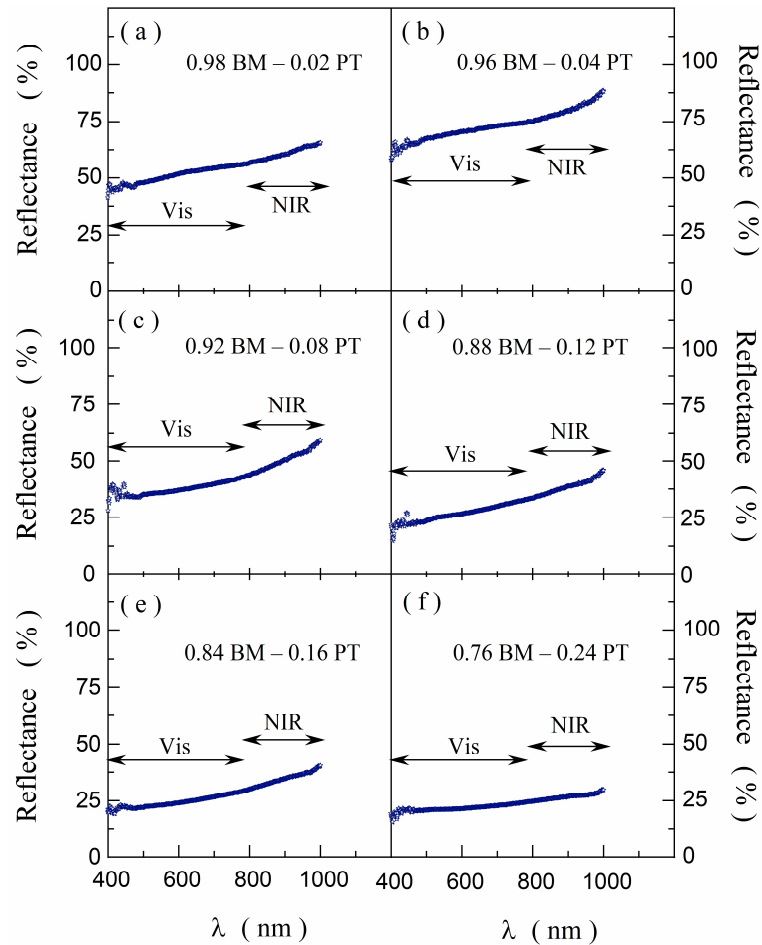 ( a )
0.98 BM – 0.02 PT
( b )
0.96 BM – 0.04 PT
Reflectance ( % )
100
75
50
25
0
Vis
NIR
Vis
NIR
100
75
50
25
0
Reflectance ( % )
( c )
0.92 BM – 0.08 PT
( d )
0.88 BM – 0.12 PT
Reflectance ( % )
100
75
50
25
0
Vis
NIR
Vis
NIR
100
75
50
25
0
Reflectance ( % )
( e )
0.84 BM – 0.16 PT
( f )
0.76 BM – 0.24 PT
Reflectance ( % )
100
75
50
25
0
Vis
NIR
Vis
NIR
100
75
50
25
0
Reflectance ( % )
400 600 800 1000 400 600 800 1000
λ ( nm ) λ ( nm )